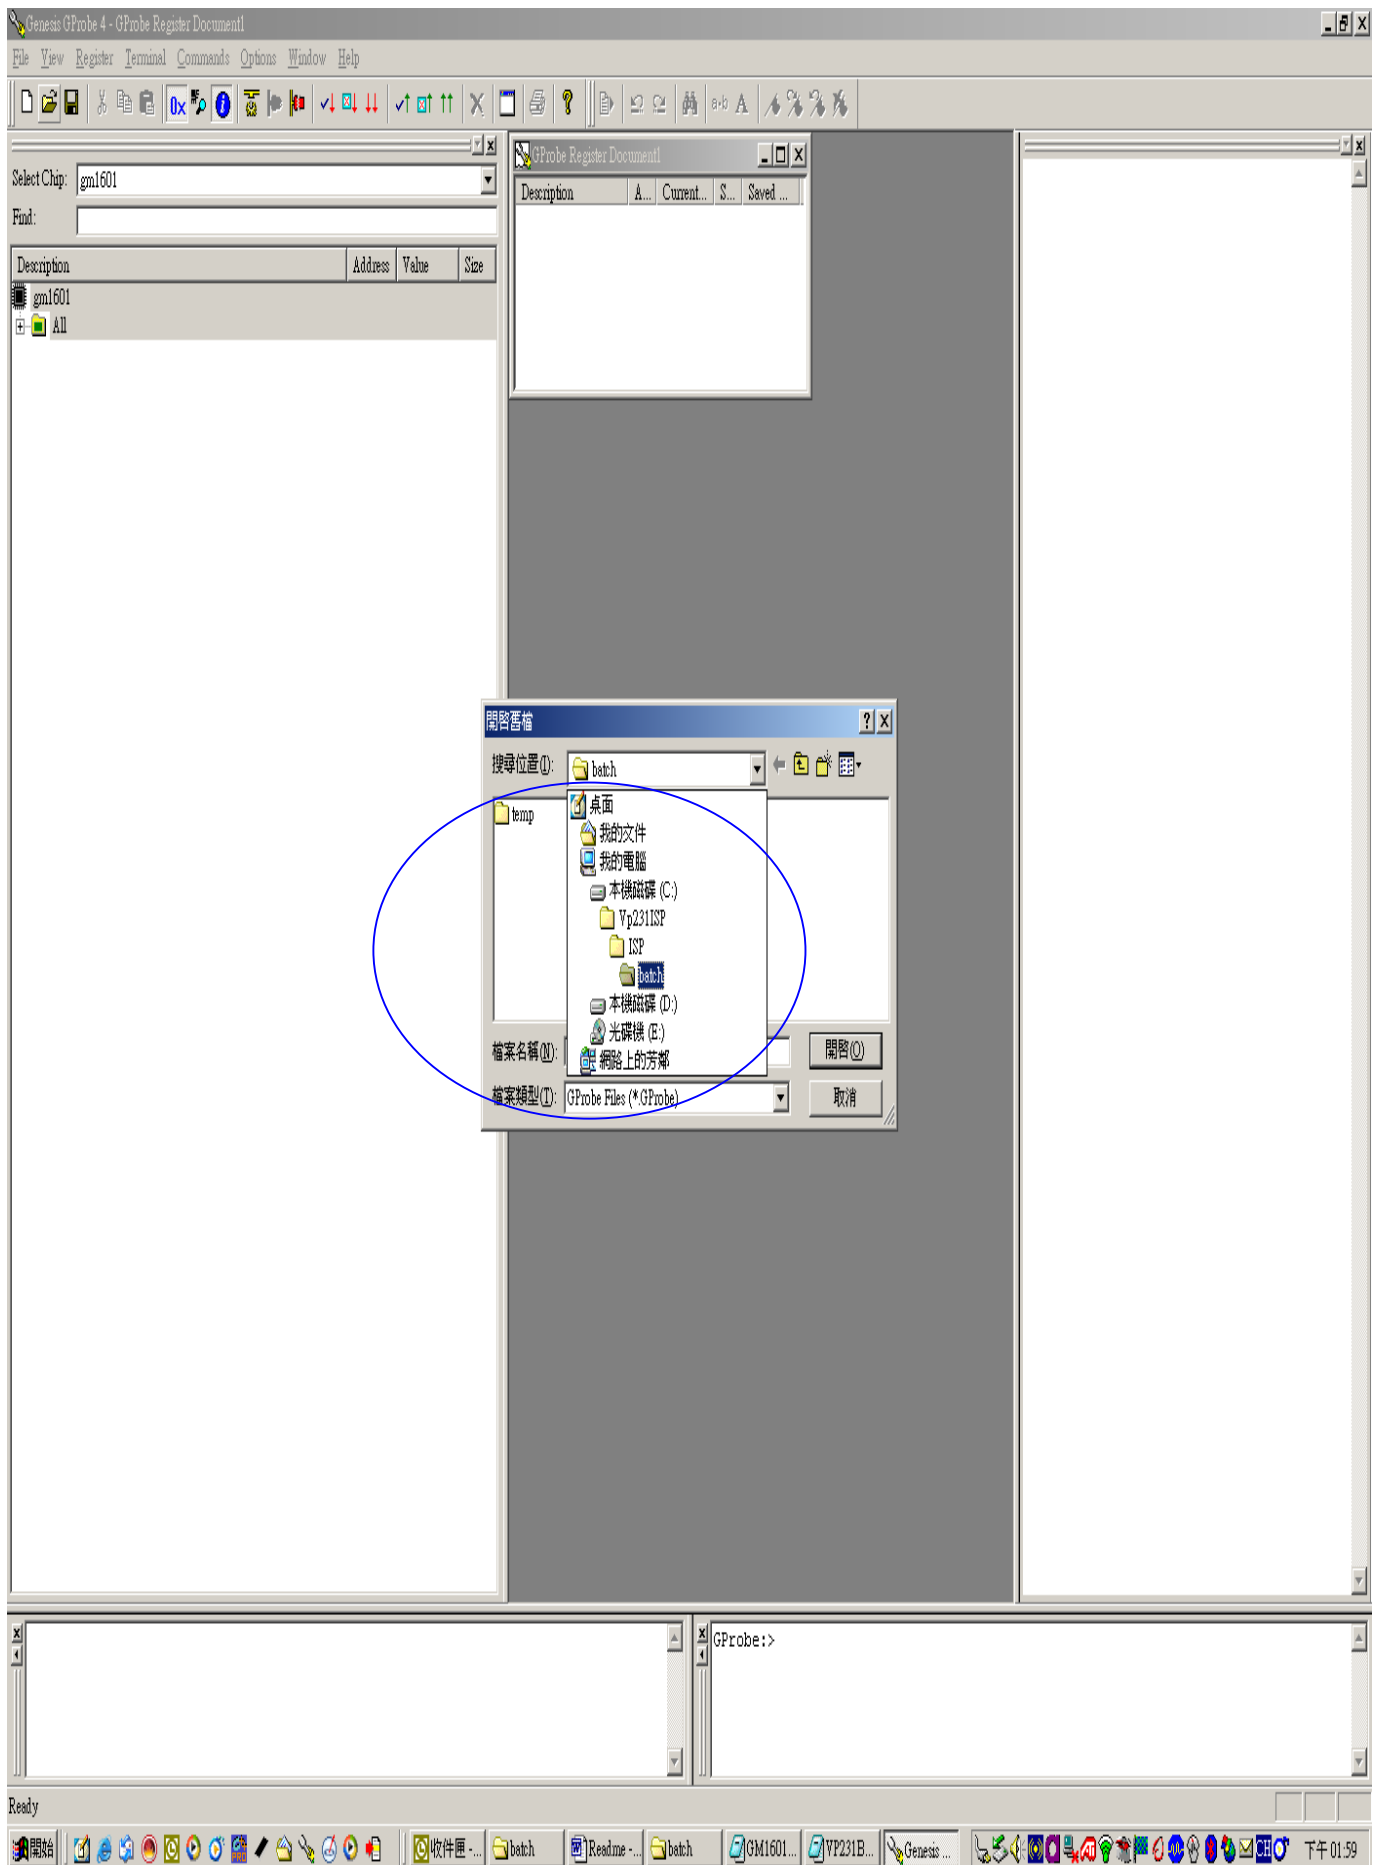 Genesis GProbe 4 - GProbe Register Document1
File View Register Terminal Commands Options Window Help
Select Chip: gm1601
Find:
Description Address Value Size
gm1601
All
GProbe Register Document1
Description A... Current... S... Saved ...
開啓舊檔
搜尋位置(I): batch
temp
桌面
我的文件
我的電腦
本機磁碟 (C:)
Vp231ISP
ISP
batch
本機磁碟 (D:)
光碟機 (E:)
網路上的芳鄰
檔案名稱(N): 開啓(O)
檔案類型(T): GProbe Files (*.GProbe) 取消
GProbe:>
Ready
開始 收件匣 -... batch Readme -... batch GM1601... VP231B... Genesis ... CH 下午 01:59